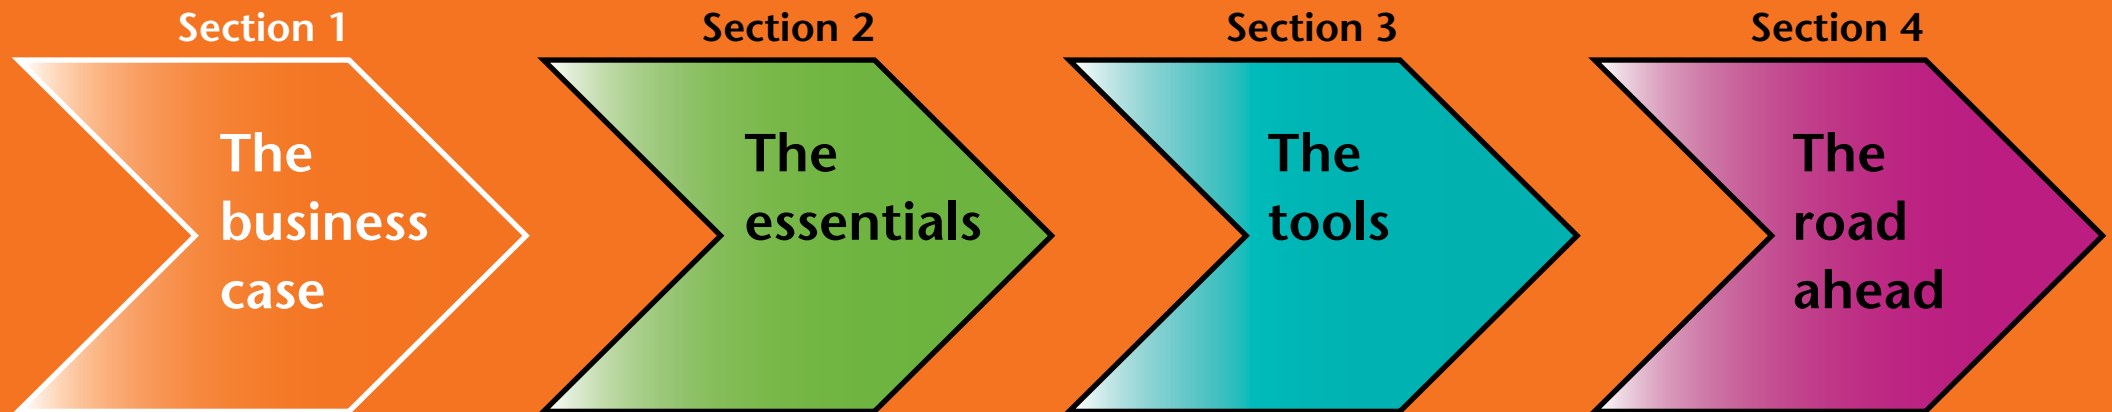 Section 1
The
business
case
Section 2
The
essentials
Section 3
The
tools
Section 4
The
road
ahead